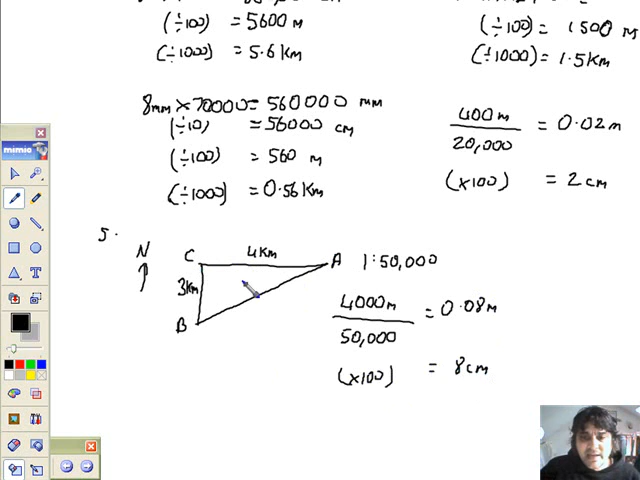 (÷100) = 5600 m
(÷1000) = 5.6 Km
(÷100) = 1500 m
(÷1000) = 1.5 Km
8mm × 70000 = 560000 mm
(÷10) = 56000 cm
(÷100) = 560 m
(÷1000) = 0.56 Km
400m
20,000
= 0.02 m
(×100) = 2 cm
5.
N
C 4Km A 1:50,000
3Km
B
4000m
50,000
= 0.08 m
(×100) = 8 cm
mimio
T